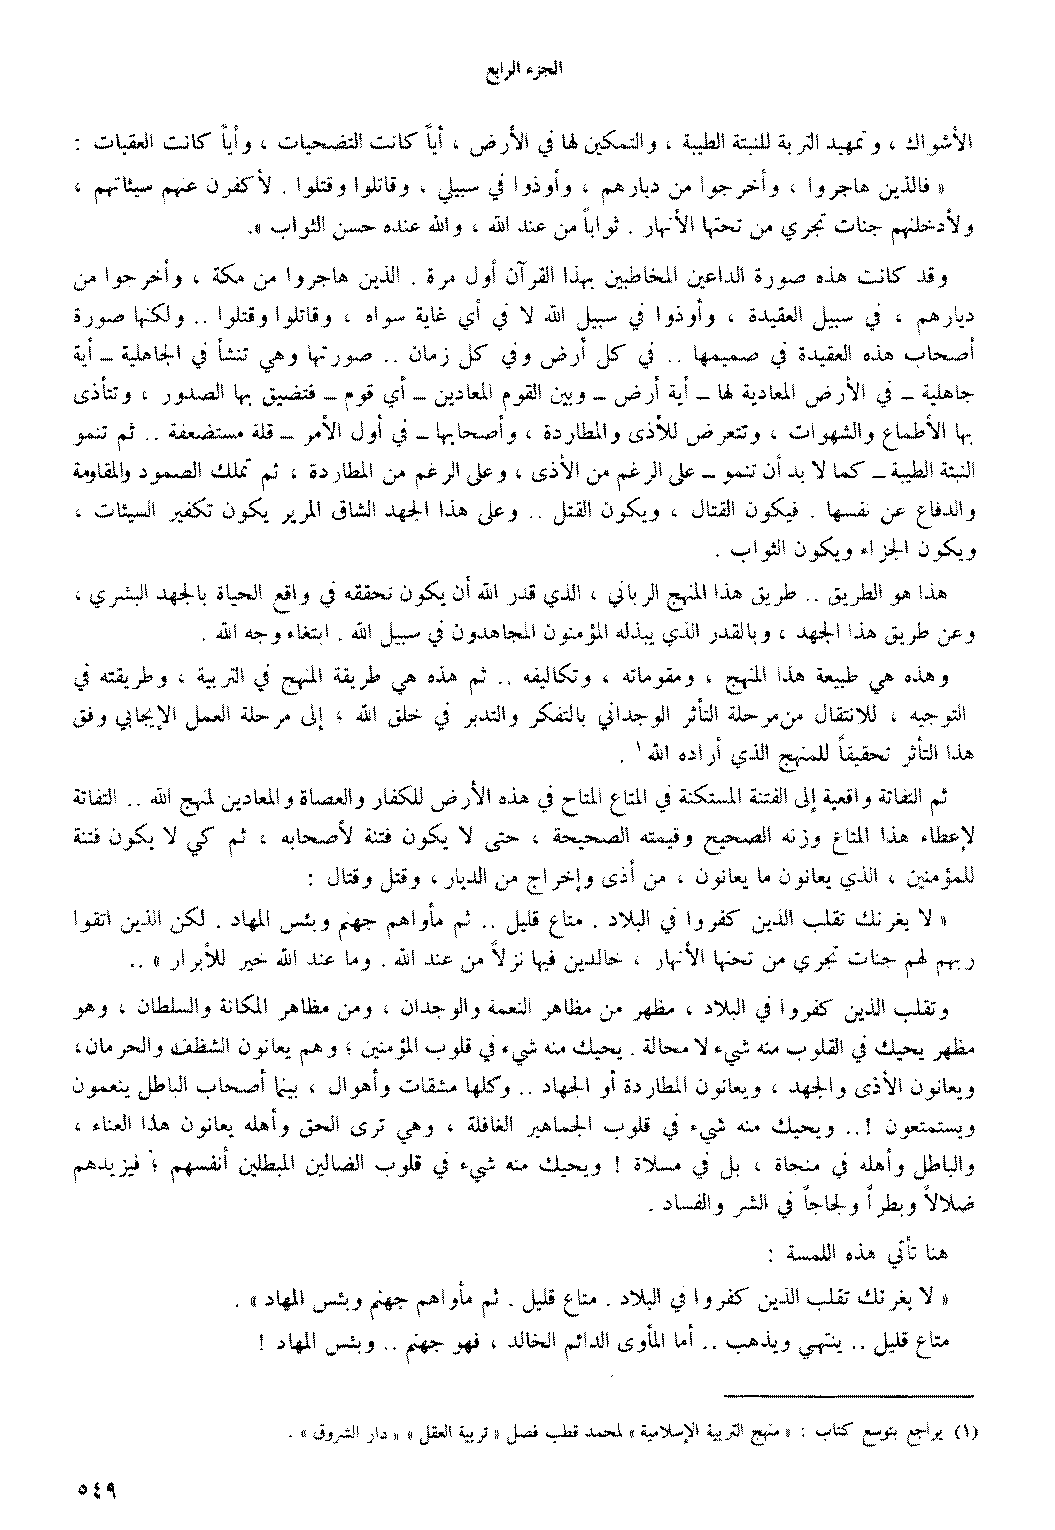 الجزء الرابع
الأشواك ، وتمهيد التربة للنبتة الطيبة ، والتمكين لها في الأرض ، أياً كانت التضحيات ، وأياً كانت العقبات :
« فالذين هاجروا ، وأخرجوا من ديارهم ، وأوذوا في سبيلي ، وقاتلوا وقتلوا . لأكفرن عنهم سيئاتهم ،
ولأدخلنهم جنات تجري من تحتها الأنهار . ثواباً من عند الله ، والله عنده حسن الثواب ».
وقد كانت هذه صورة الداعين المخاطبين بهذا القرآن أول مرة . الذين هاجروا من مكة ، وأخرجوا من
ديارهم ، في سبيل العقيدة ، وأوذوا في سبيل الله لا في أي غاية سواه ، وقاتلوا وقتلوا .. ولكنها صورة
أصحاب هذه العقيدة في صميمها .. في كل أرض وفي كل زمان .. صورتها وهي تنشأ في الجاهلية – أية
جاهلية – في الأرض المعادية لها – أية أرض – وبين القوم المعادين – أي قوم – فتضيق بها الصدور ، وتتأذى
بها الأطماع والشهوات ، وتتعرض للأذى والمطاردة ، وأصحابها – في أول الأمر – قلة مستضعفة .. ثم تنمو
النبتة الطيبة – كما لا بد أن تنمو – على الرغم من الأذى ، وعلى الرغم من المطاردة ، ثم تملك الصمود والمقاومة
والدفاع عن نفسها . فيكون القتال ، ويكون القتل .. وعلى هذا الجهد الشاق المرير يكون تكفير السيئات ،
ويكون الجزاء ويكون الثواب .
هذا هو الطريق .. طريق هذا المنهج الرباني ، الذي قدر الله أن يكون تحققه في واقع الحياة بالجهد البشري ،
وعن طريق هذا الجهد ، وبالقدر الذي يبذله المؤمنون المجاهدون في سبيل الله . ابتغاء وجه الله .
وهذه هي طبيعة هذا المنهج ، ومقوماته ، وتكاليفه .. ثم هذه هي طريقة المنهج في التربية ، وطريقته في
التوجيه ، للانتقال من مرحلة التأثر الوجداني بالتفكر والتدبر في خلق الله ؛ إلى مرحلة العمل الإيجابي وفق
هذا التأثر تحقيقاً للمنهج الذي أراده الله ١ .
ثم التفاتة واقعية إلى الفتنة المستكنة في المتاع المتاح في هذه الأرض للكفار والعصاة والمعادين لمنهج الله .. التفاتة
لإعطاء هذا المتاع وزنه الصحيح وقيمته الصحيحة ، حتى لا يكون فتنة لأصحابه ، ثم كي لا يكون فتنة
للمؤمنين ، الذي يعانون ما يعانون ، من أذى وإخراج من الديار ، وقتل وقتال :
« لا يغرنك تقلب الذين كفروا في البلاد . متاع قليل .. ثم مأواهم جهنم وبئس المهاد . لكن الذين اتقوا
ربهم لهم جنات تجري من تحتها الأنهار ، خالدين فيها نزلاً من عند الله . وما عند الله خير للأبرار » ..
وتقلب الذين كفروا في البلاد ، مظهر من مظاهر النعمة والوجدان ، ومن مظاهر المكانة والسلطان ، وهو
مظهر يحيك في القلوب منه شيء لا محالة . يحيك منه شيء في قلوب المؤمنين ؛ وهم يعانون الشظف والحرمان ،
ويعانون الأذى والجهد ، ويعانون المطاردة أو الجهاد .. وكلها مشقات وأهوال ، بينما أصحاب الباطل ينعمون
ويستمتعون !.. ويحيك منه شيء في قلوب الجماهير الغافلة ، وهي ترى الحق وأهله يعانون هذا العناء ،
والباطل وأهله في منجاة ، بل في مسلاة ! ويحيك منه شيء في قلوب الضالين المبطلين أنفسهم ؛ فيزيدهم
ضلالاً وبطراً ولجاجاً في الشر والفساد .
هنا تأتي هذه اللمسة :
« لا يغرنك تقلب الذين كفروا في البلاد . متاع قليل . ثم مأواهم جهنم وبئس المهاد » .
متاع قليل .. ينتهي ويذهب .. أما المأوى الدائم الخالد ، فهو جهنم .. وبئس المهاد !
(١) يراجع بتوسع كتاب : « منهج التربية الإسلامية » لمحمد قطب فصل « تربية العقل » « دار الشروق » .
٥٤٩